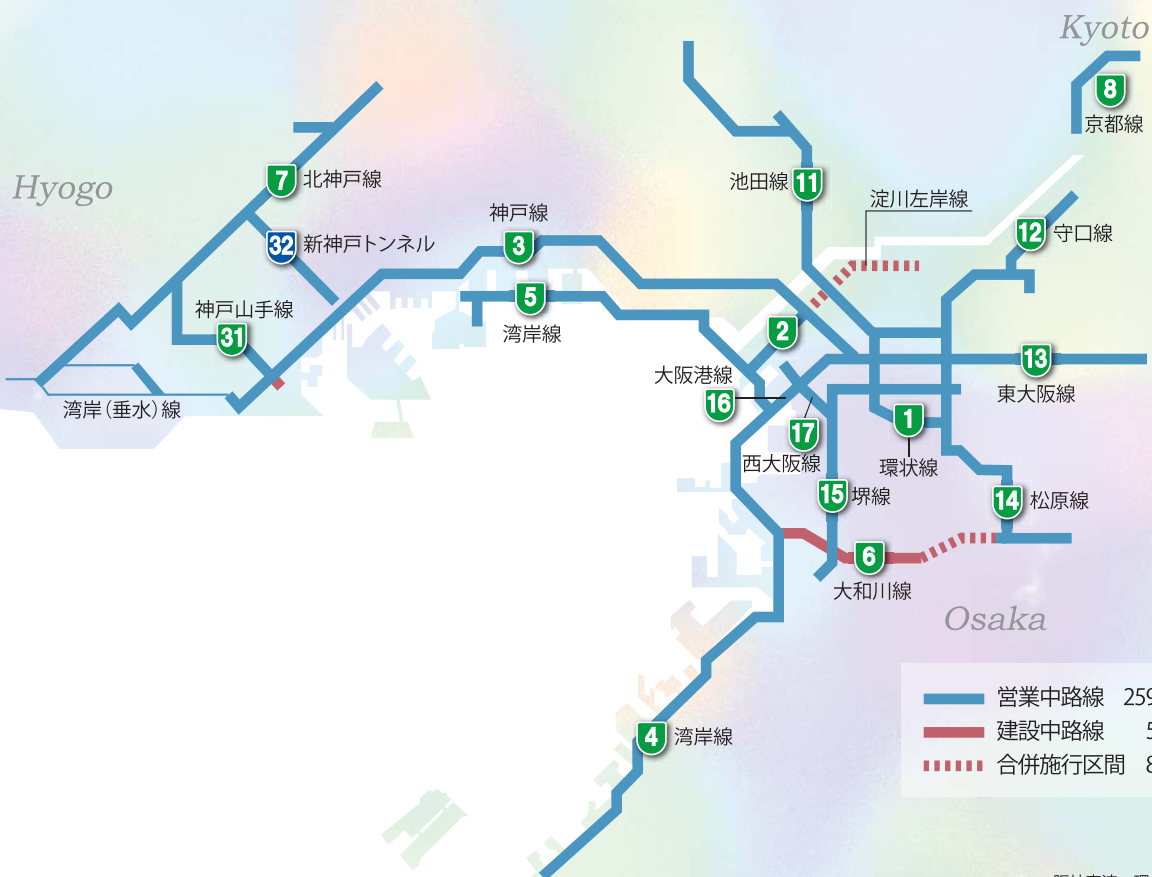 Kyoto
8
京都線
Hyogo
7
北神戸線
32
新神戸トンネル
神戸線
3
池田線
11
淀川左岸線
12
守口線
神戸山手線
31
5
湾岸線
2
湾岸(垂水)線
大阪港線
16
17
西大阪線
1
環状線
13
東大阪線
15
堺線
14
松原線
6
大和川線
Osaka
4
湾岸線
営業中路線 259
建設中路線 5
合併施行区間 8